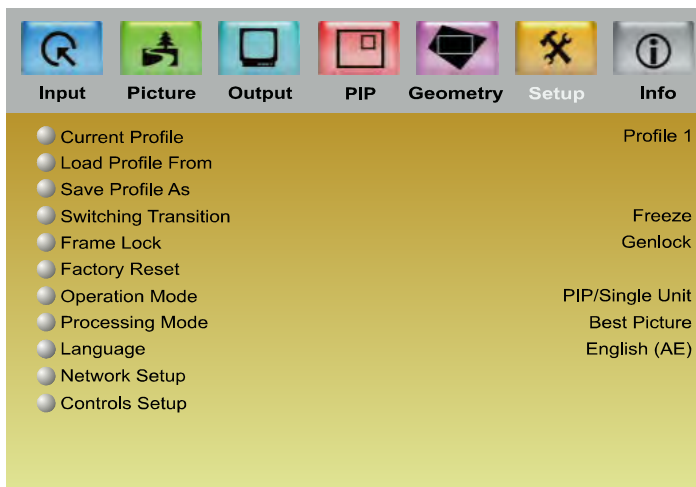 Input Picture Output PIP Geometry Setup Info
Current Profile Profile 1
Load Profile From
Save Profile As
Switching Transition Freeze
Frame Lock Genlock
Factory Reset
Operation Mode PIP/Single Unit
Processing Mode Best Picture
Language English (AE)
Network Setup
Controls Setup